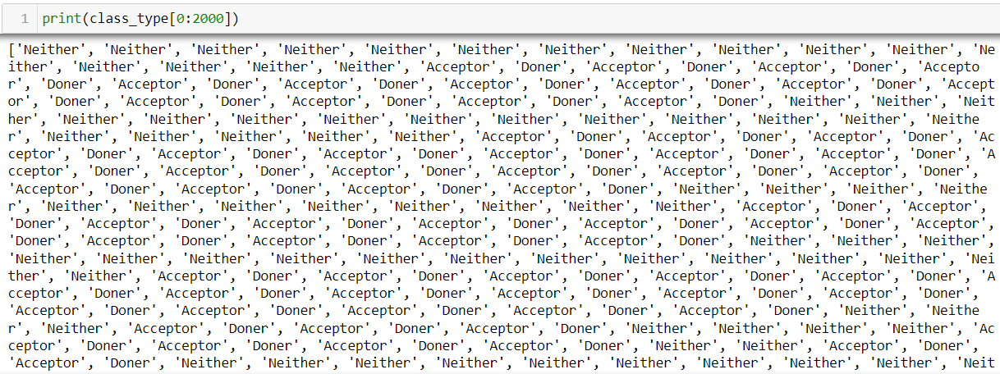 1 print(class_type[0:2000])
['Neither', 'Neither', 'Neither', 'Neither', 'Neither', 'Neither', 'Neither', 'Neither', 'Neither', 'Neither', 'Neither', 'Ne
ither', 'Neither', 'Neither', 'Neither', 'Neither', 'Acceptor', 'Doner', 'Acceptor', 'Doner', 'Acceptor', 'Doner', 'Accepto
r', 'Doner', 'Acceptor', 'Doner', 'Acceptor', 'Doner', 'Acceptor', 'Doner', 'Acceptor', 'Doner', 'Acceptor', 'Doner', 'Accept
or', 'Doner', 'Acceptor', 'Doner', 'Acceptor', 'Doner', 'Acceptor', 'Doner', 'Acceptor', 'Doner', 'Neither', 'Neither', 'Neit
her', 'Neither', 'Neither', 'Neither', 'Neither', 'Neither', 'Neither', 'Neither', 'Neither', 'Neither', 'Neither', 'Neithe
r', 'Neither', 'Neither', 'Neither', 'Neither', 'Neither', 'Acceptor', 'Doner', 'Acceptor', 'Doner', 'Acceptor', 'Doner', 'Ac
ceptor', 'Doner', 'Acceptor', 'Doner', 'Acceptor', 'Doner', 'Acceptor', 'Doner', 'Acceptor', 'Doner', 'Acceptor', 'Doner', 'A
cceptor', 'Doner', 'Acceptor', 'Doner', 'Acceptor', 'Doner', 'Acceptor', 'Doner', 'Acceptor', 'Doner', 'Acceptor', 'Doner',
'Acceptor', 'Doner', 'Acceptor', 'Doner', 'Acceptor', 'Doner', 'Acceptor', 'Doner', 'Neither', 'Neither', 'Neither', 'Neithe
r', 'Neither', 'Neither', 'Neither', 'Neither', 'Neither', 'Neither', 'Neither', 'Neither', 'Acceptor', 'Doner', 'Acceptor',
'Doner', 'Acceptor', 'Doner', 'Acceptor', 'Doner', 'Acceptor', 'Doner', 'Acceptor', 'Doner', 'Acceptor', 'Doner', 'Acceptor',
'Doner', 'Acceptor', 'Doner', 'Acceptor', 'Doner', 'Acceptor', 'Doner', 'Acceptor', 'Doner', 'Neither', 'Neither', 'Neither',
'Neither', 'Neither', 'Neither', 'Neither', 'Neither', 'Neither', 'Neither', 'Neither', 'Neither', 'Neither', 'Neither', 'Nei
ther', 'Neither', 'Acceptor', 'Doner', 'Acceptor', 'Doner', 'Acceptor', 'Doner', 'Acceptor', 'Doner', 'Acceptor', 'Doner', 'A
cceptor', 'Doner', 'Acceptor', 'Doner', 'Acceptor', 'Doner', 'Acceptor', 'Doner', 'Acceptor', 'Doner', 'Acceptor', 'Doner',
'Acceptor', 'Doner', 'Acceptor', 'Doner', 'Acceptor', 'Doner', 'Acceptor', 'Doner', 'Acceptor', 'Doner', 'Neither', 'Neithe
r', 'Neither', 'Acceptor', 'Doner', 'Acceptor', 'Doner', 'Acceptor', 'Doner', 'Neither', 'Neither', 'Neither', 'Neither', 'Ac
ceptor', 'Doner', 'Acceptor', 'Doner', 'Acceptor', 'Doner', 'Acceptor', 'Doner', 'Neither', 'Neither', 'Acceptor', 'Doner',
'Acceptor', 'Doner', 'Neither', 'Neither', 'Neither', 'Neither', 'Neither', 'Neither', 'Neither', 'Neither', 'Neither', 'Neit